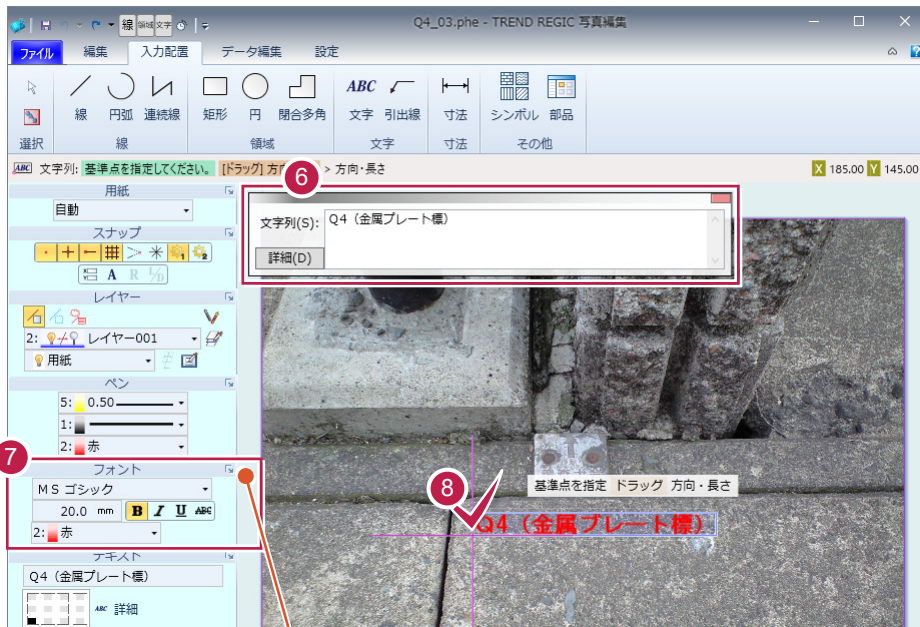 線 領域 文字
Q4_03.phe - TREND REGIC 写真編集
ファイル 編集 入力配置 データ編集 設定
ABC
線 円弧 連続線 矩形 円 閉合多角 文字 引出線 寸法 シンボル 部品
選択 線 領域 文字 寸法 その他
ABC 文字列: 基準点を指定してください。 [ドラッグ] 方 > 方向・長さ X 185.00 Y 145.00
6
用紙
自動
文字列(S): Q4（金属プレート標）
詳細(D)
スナップ
1 2
A R L/D
レイヤー
2: レイヤー001
用紙
ペン
5: 0.50
1:
2: 赤
7
フォント
ＭＳ ゴシック
20.0 mm B I U ABC
2: 赤
8
基準点を指定 ドラッグ 方向・長さ
Q4（金属プレート標）
テキスト
Q4（金属プレート標）
ABC 詳細